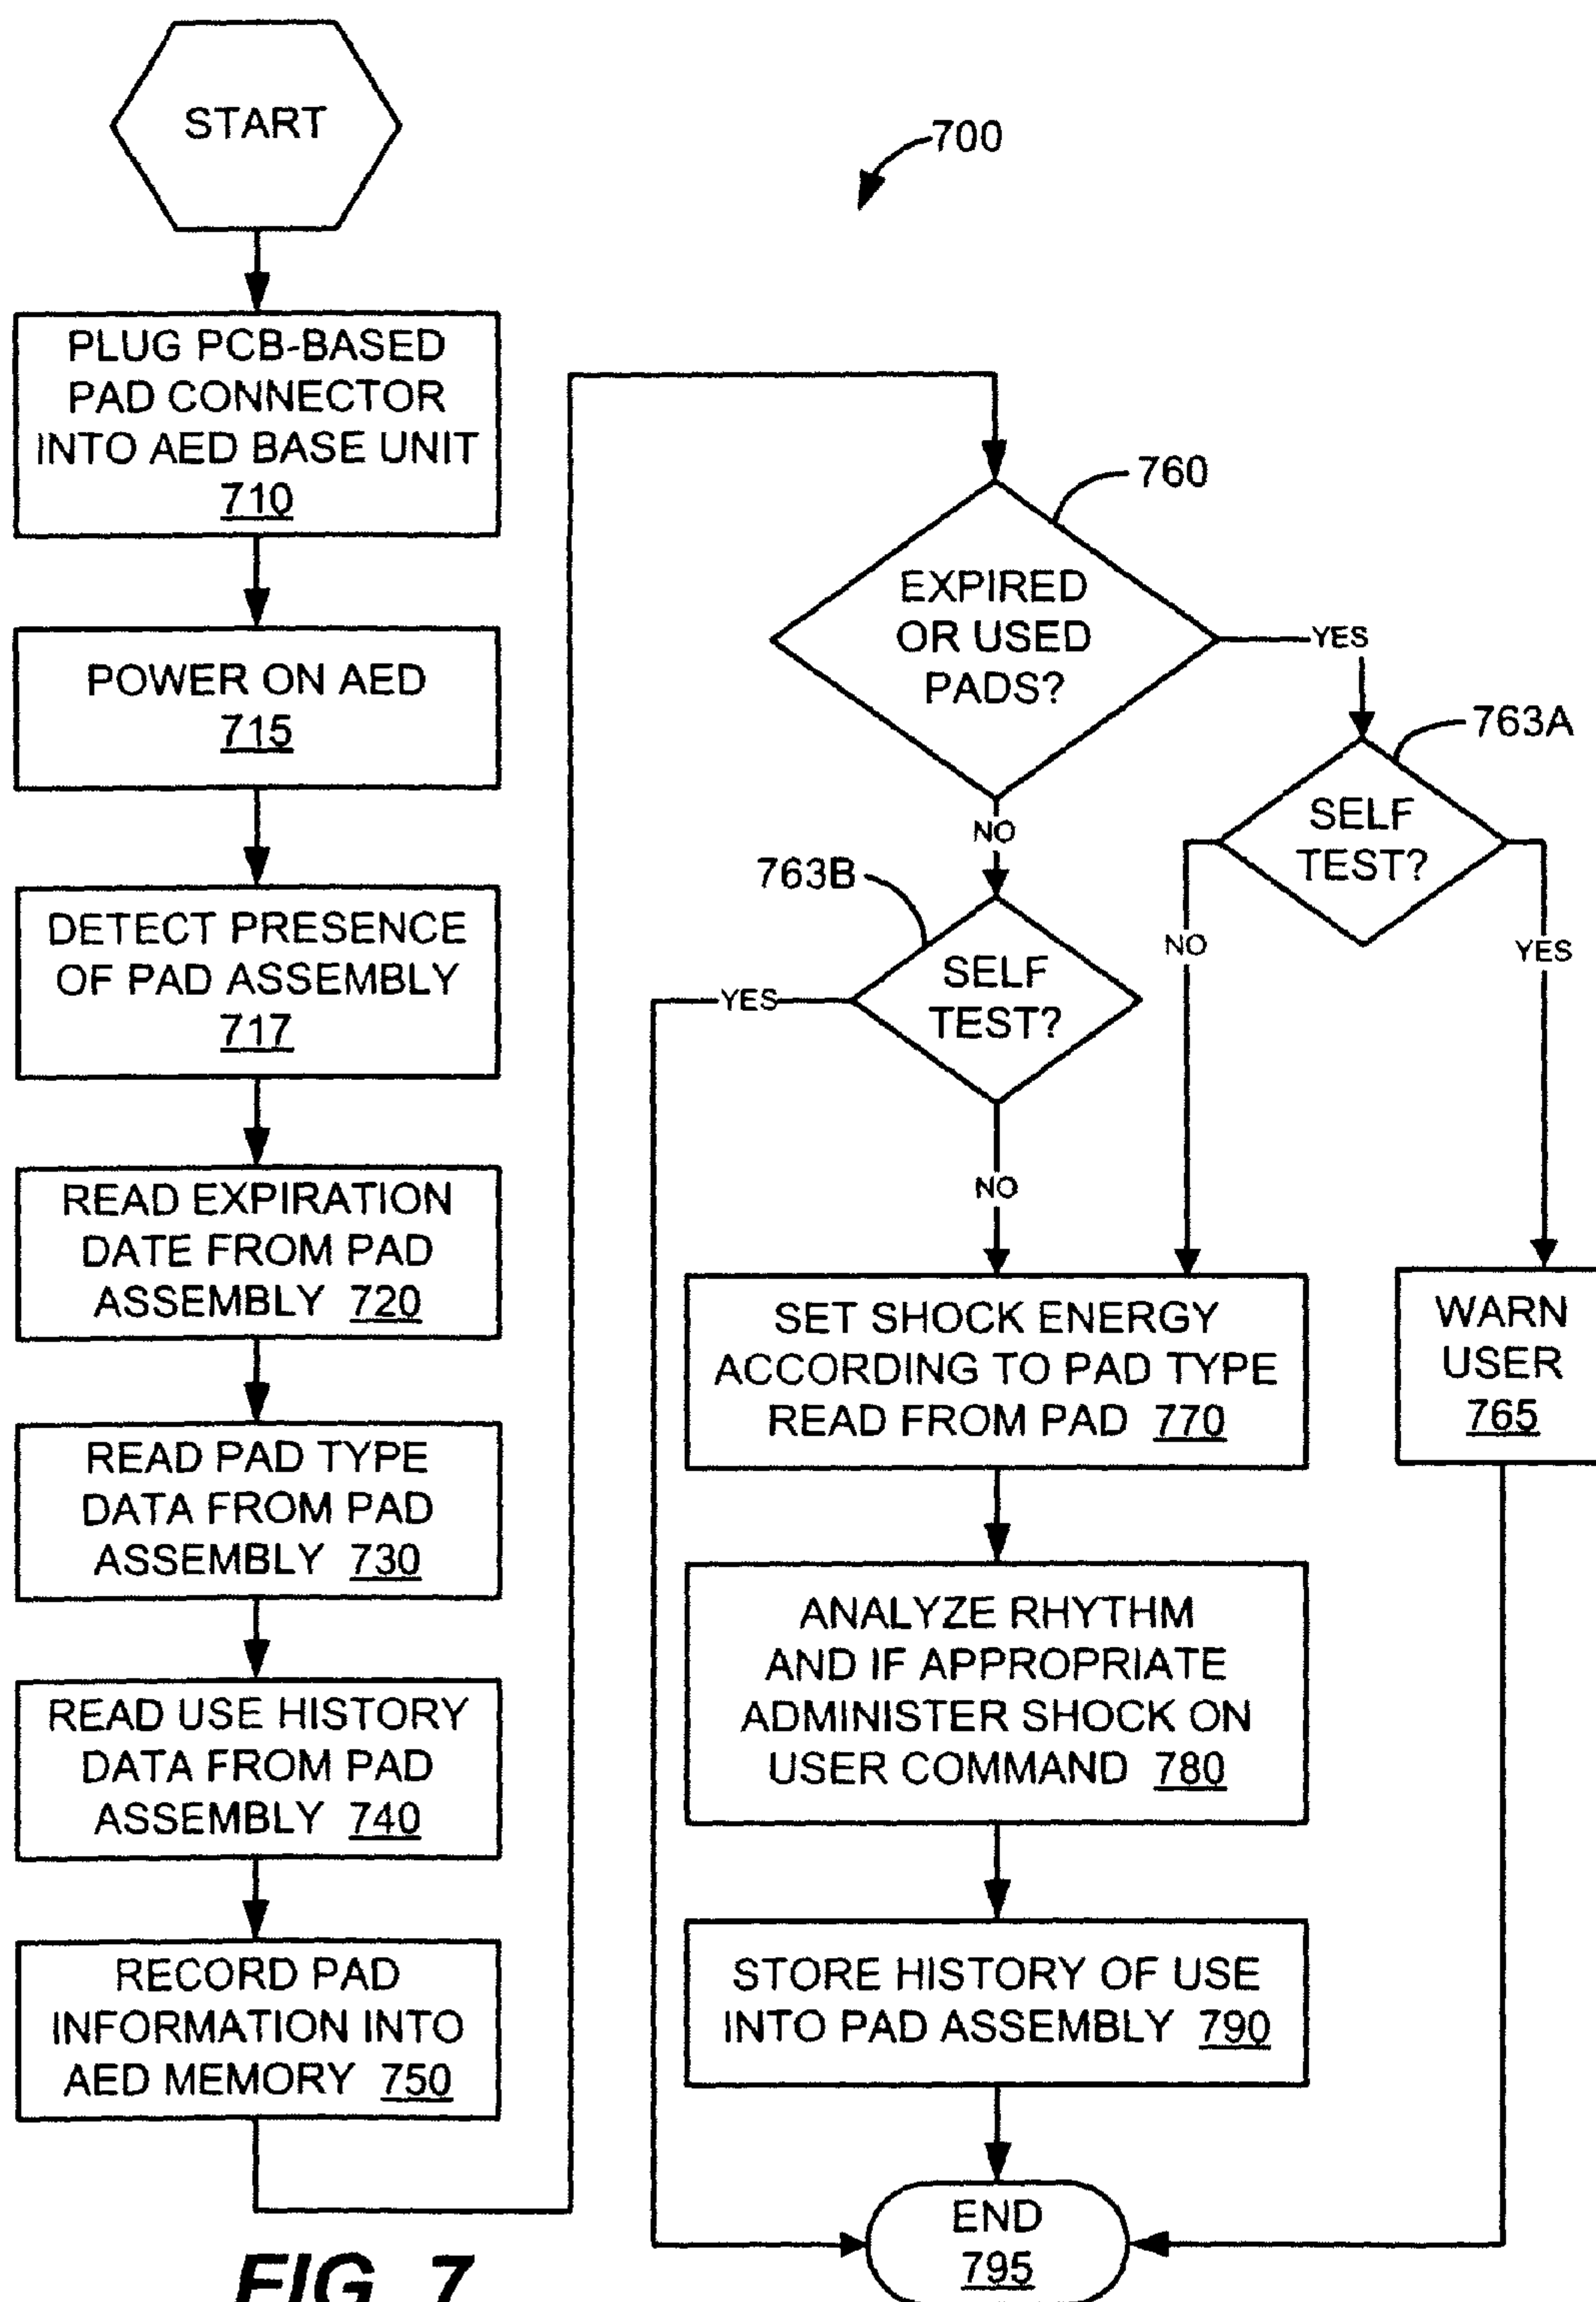 START
PLUG PCB-BASED
PAD CONNECTOR
INTO AED BASE UNIT
710
POWER ON AED
715
DETECT PRESENCE
OF PAD ASSEMBLY
717
READ EXPIRATION
DATE FROM PAD
ASSEMBLY 720
READ PAD TYPE
DATA FROM PAD
ASSEMBLY 730
READ USE HISTORY
DATA FROM PAD
ASSEMBLY 740
RECORD PAD
INFORMATION INTO
AED MEMORY 750
700
760
EXPIRED
OR USED
PADS?
YES
NO
763A
SELF
TEST?
NO
YES
763B
SELF
TEST?
YES
NO
SET SHOCK ENERGY
ACCORDING TO PAD TYPE
READ FROM PAD 770
WARN
USER
765
ANALYZE RHYTHM
AND IF APPROPRIATE
ADMINISTER SHOCK ON
USER COMMAND 780
STORE HISTORY OF USE
INTO PAD ASSEMBLY 790
END
795
FIG. 7